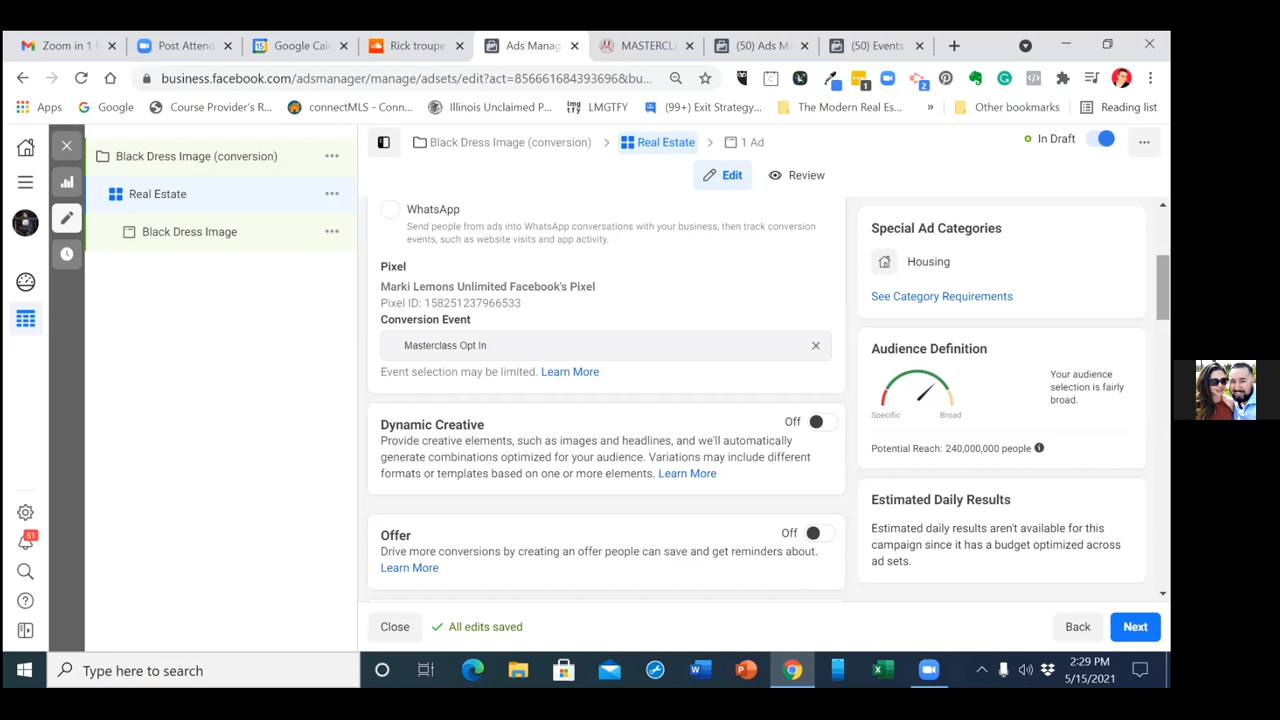 Zoom in 1 h
Post Attend
Google Cal
Rick troupe
Ads Manag
MASTERCLA
(50) Ads M
(50) Events
business.facebook.com/adsmanager/manage/adsets/edit?act=856661684393696&bu...
Apps
Google
Course Provider's R...
connectMLS - Conn...
Illinois Unclaimed P...
LMGTFY
(99+) Exit Strategy...
The Modern Real Es...
»
Other bookmarks
Reading list
Black Dress Image (conversion)
Real Estate
Black Dress Image
Black Dress Image (conversion) > Real Estate > 1 Ad
In Draft
Edit
Review
WhatsApp
Send people from ads into WhatsApp conversations with your business, then track conversion
events, such as website visits and app activity.
Pixel
Marki Lemons Unlimited Facebook's Pixel
Pixel ID: 158251237966533
Conversion Event
Masterclass Opt In
Event selection may be limited. Learn More
Dynamic Creative
Off
Provide creative elements, such as images and headlines, and we'll automatically
generate combinations optimized for your audience. Variations may include different
formats or templates based on one or more elements. Learn More
Offer
Off
Drive more conversions by creating an offer people can save and get reminders about.
Learn More
Special Ad Categories
Housing
See Category Requirements
Audience Definition
Specific
Broad
Your audience
selection is fairly
broad.
Potential Reach: 240,000,000 people
Estimated Daily Results
Estimated daily results aren't available for this
campaign since it has a budget optimized across
ad sets.
51
Close
All edits saved
Back
Next
Type here to search
2:29 PM
5/15/2021